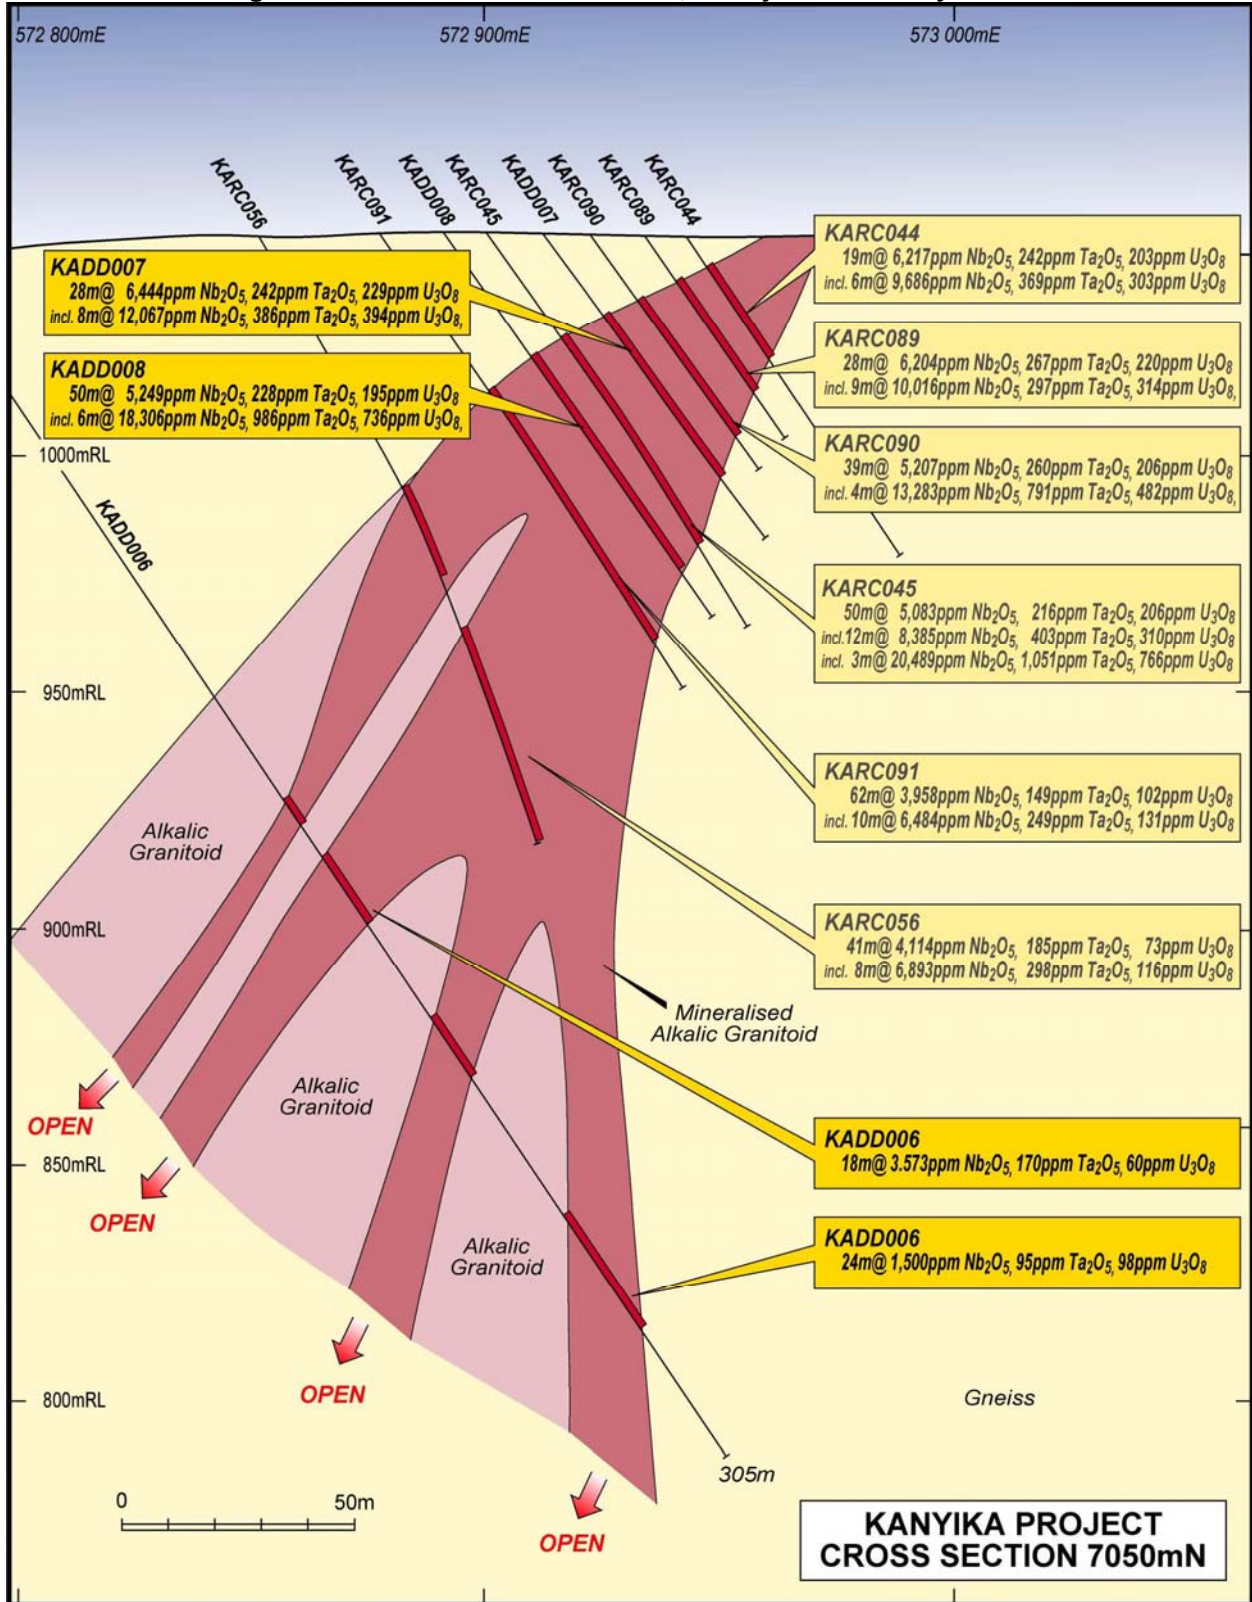 572 800mE
572 900mE
573 000mE
KARC056
KARC091
KADD008
KARC045
KADD007
KARC090
KARC089
KARC044
KADD007
28m@ 6,444ppm Nb₂O₅, 242ppm Ta₂O₅, 229ppm U₃O₈
incl. 8m@ 12,067ppm Nb₂O₅, 386ppm Ta₂O₅, 394ppm U₃O₈,
KADD008
50m@ 5,249ppm Nb₂O₅, 228ppm Ta₂O₅, 195ppm U₃O₈
incl. 6m@ 18,306ppm Nb₂O₅, 986ppm Ta₂O₅, 736ppm U₃O₈,
KARC044
19m@ 6,217ppm Nb₂O₅, 242ppm Ta₂O₅, 203ppm U₃O₈
incl. 6m@ 9,686ppm Nb₂O₅, 369ppm Ta₂O₅, 303ppm U₃O₈
KARC089
28m@ 6,204ppm Nb₂O₅, 267ppm Ta₂O₅, 220ppm U₃O₈
incl. 9m@ 10,016ppm Nb₂O₅, 297ppm Ta₂O₅, 314ppm U₃O₈,
KARC090
39m@ 5,207ppm Nb₂O₅, 260ppm Ta₂O₅, 206ppm U₃O₈
incl. 4m@ 13,283ppm Nb₂O₅, 791ppm Ta₂O₅, 482ppm U₃O₈,
1000mRL
KADD006
KARC045
50m@ 5,083ppm Nb₂O₅, 216ppm Ta₂O₅, 206ppm U₃O₈
incl. 12m@ 8,385ppm Nb₂O₅, 403ppm Ta₂O₅, 310ppm U₃O₈
incl. 3m@ 20,489ppm Nb₂O₅, 1,051ppm Ta₂O₅, 766ppm U₃O₈
950mRL
KARC091
62m@ 3,958ppm Nb₂O₅, 149ppm Ta₂O₅, 102ppm U₃O₈
incl. 10m@ 6,484ppm Nb₂O₅, 249ppm Ta₂O₅, 131ppm U₃O₈
Alkalic
Granitoid
900mRL
KARC056
41m@ 4,114ppm Nb₂O₅, 185ppm Ta₂O₅, 73ppm U₃O₈
incl. 8m@ 6,893ppm Nb₂O₅, 298ppm Ta₂O₅, 116ppm U₃O₈
Mineralised
Alkalic Granitoid
Alkalic
Granitoid
OPEN
KADD006
18m@ 3.573ppm Nb₂O₅, 170ppm Ta₂O₅, 60ppm U₃O₈
850mRL
OPEN
KADD006
24m@ 1,500ppm Nb₂O₅, 95ppm Ta₂O₅, 98ppm U₃O₈
Alkalic
Granitoid
OPEN
800mRL
Gneiss
305m
0 50m
OPEN
KANYIKA PROJECT
CROSS SECTION 7050mN